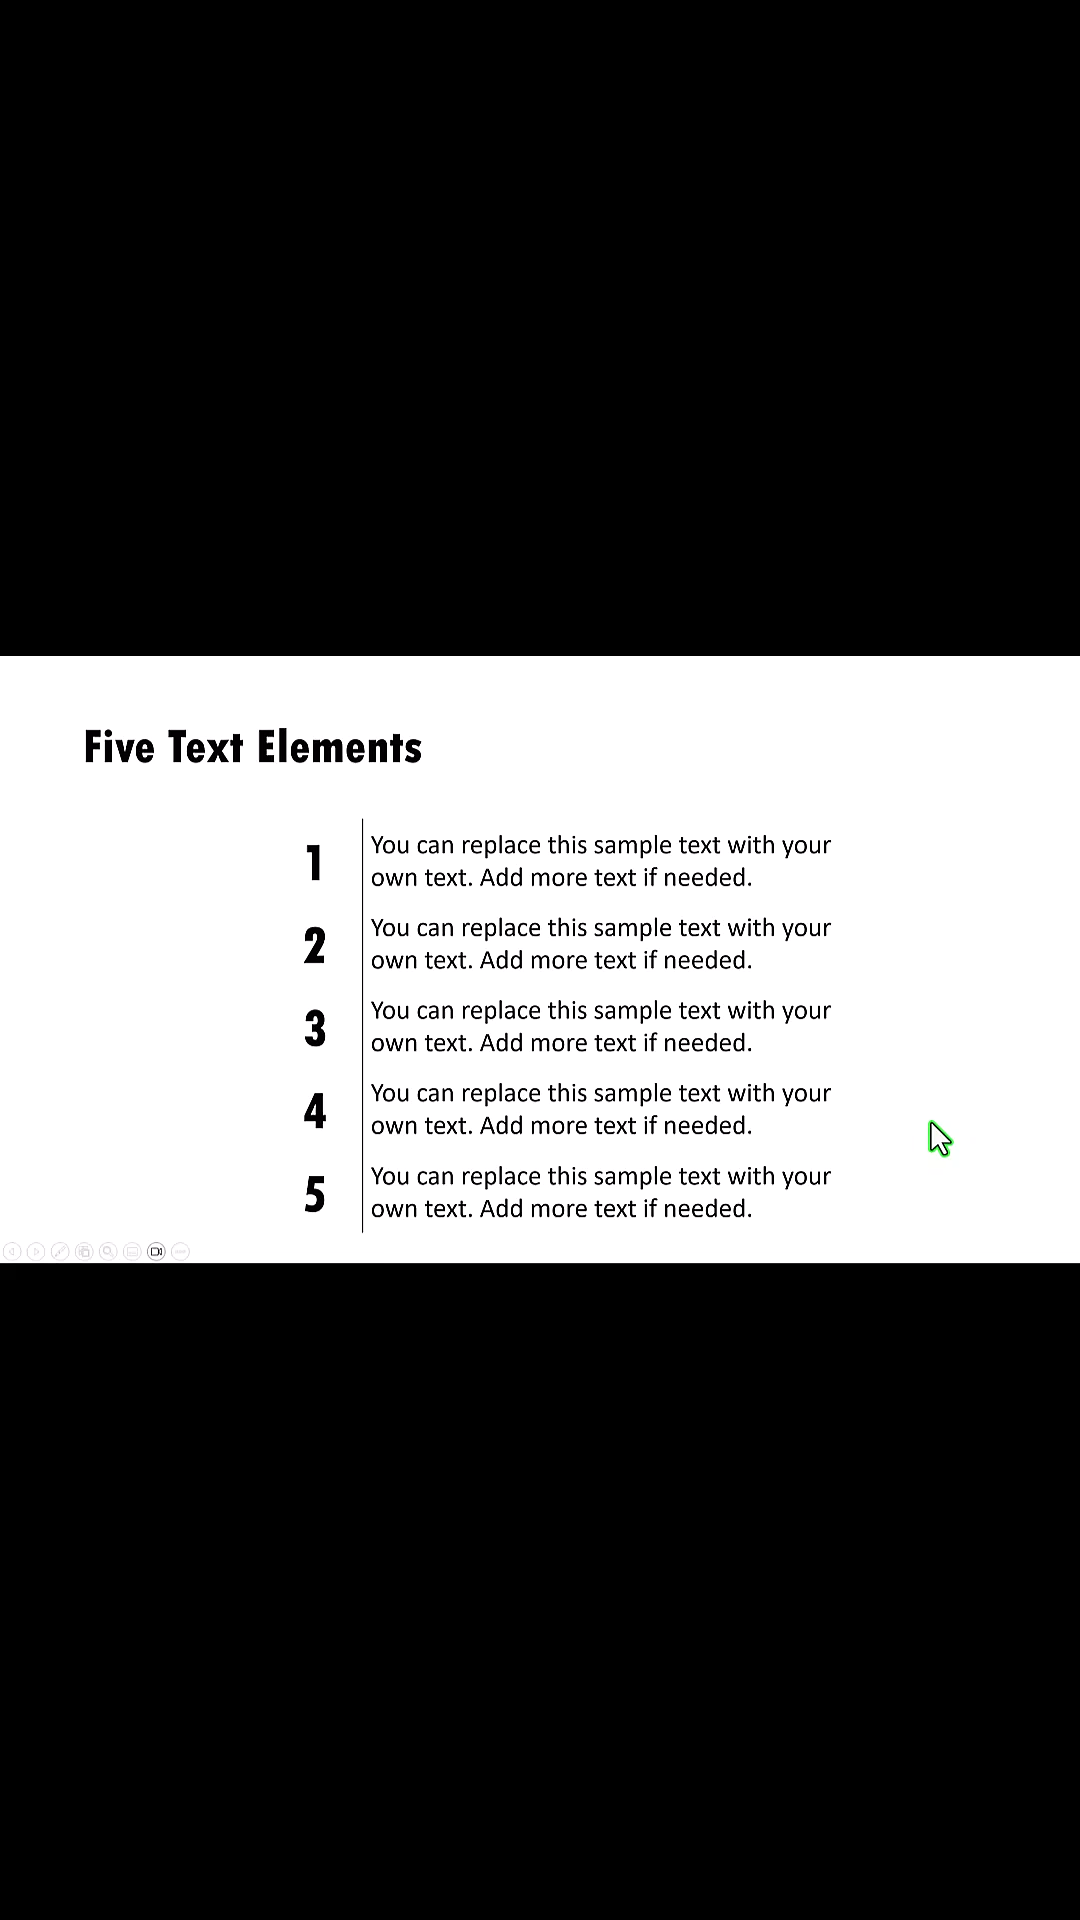 Five Text Elements
1
You can replace this sample text with your
own text. Add more text if needed.
2
You can replace this sample text with your
own text. Add more text if needed.
3
You can replace this sample text with your
own text. Add more text if needed.
4
You can replace this sample text with your
own text. Add more text if needed.
5
You can replace this sample text with your
own text. Add more text if needed.